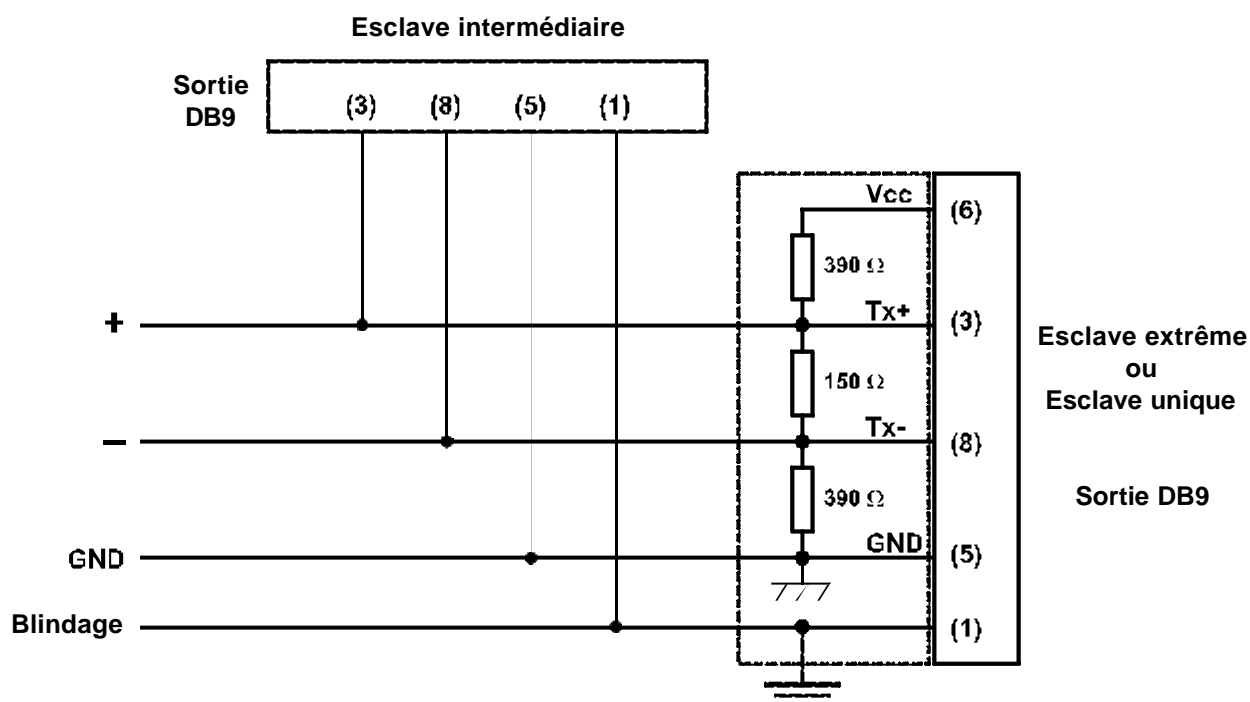 Esclave intermédiaire
Sortie
DB9
(3) (8) (5) (1)
Vcc
(6)
390 Ω
+
Tx+
(3)
Esclave extrême
ou
Esclave unique
150 Ω
–
Tx-
(8)
390 Ω
Sortie DB9
GND
GND
(5)
Blindage
(1)